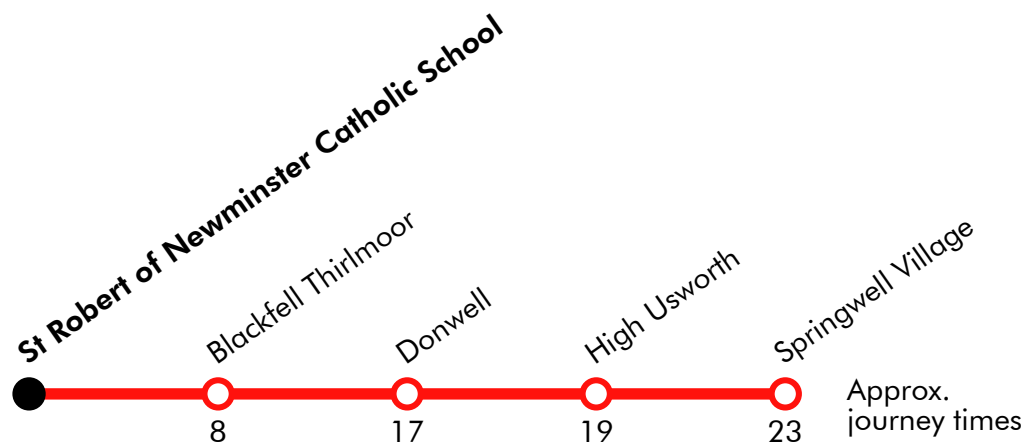 St Robert of Newminster Catholic School
Blackfell Thirlmoor
Donwell
High Usworth
Springwell Village
8
17
19
23
Approx.
journey times